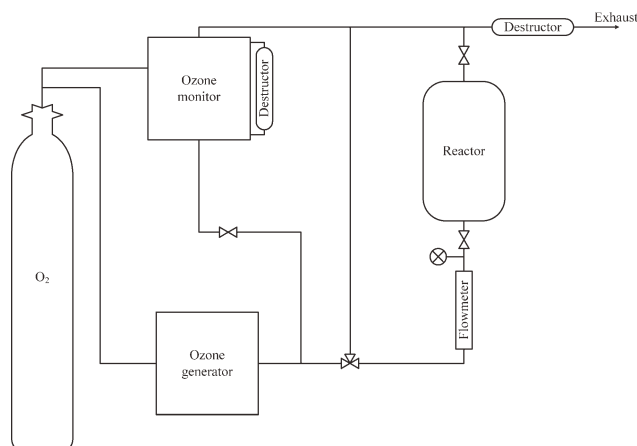 Exhaust
Destructor
Ozone
monitor
Destructor
Reactor
O₂
Flowmeter
Ozone
generator